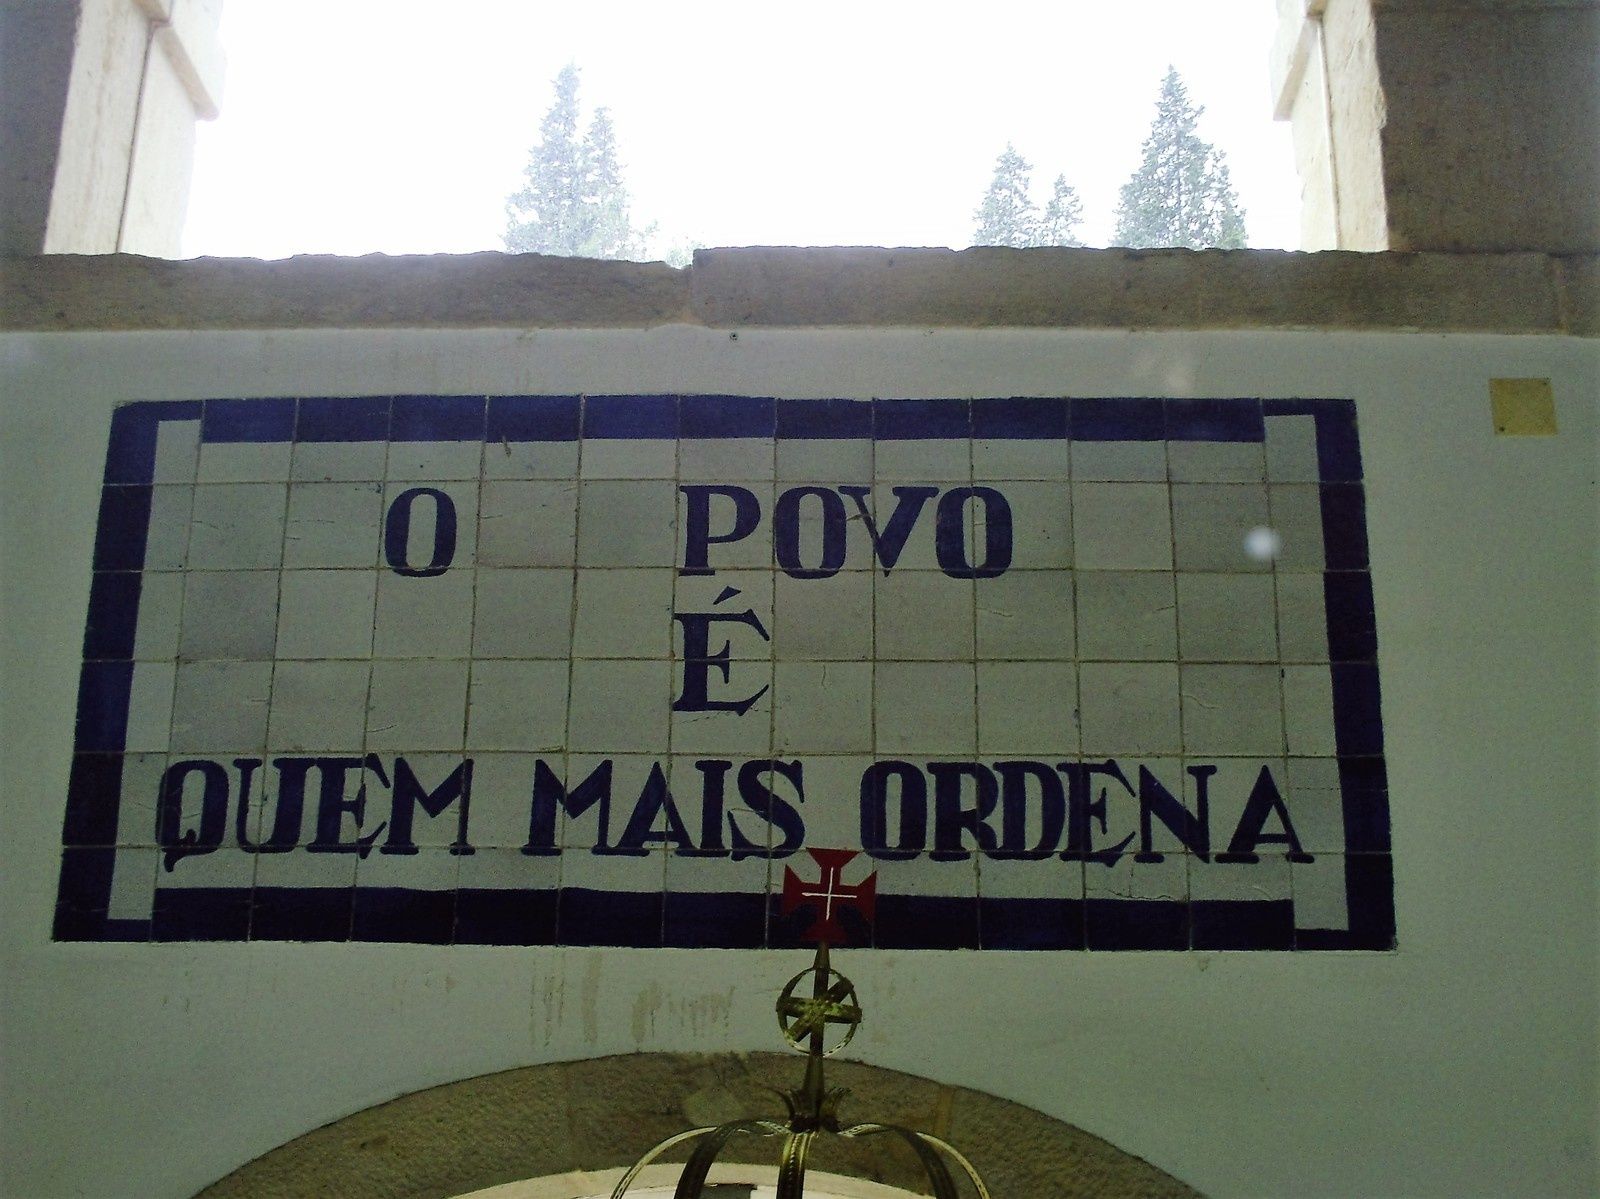 O POVO
É
QUEM MAIS ORDENA